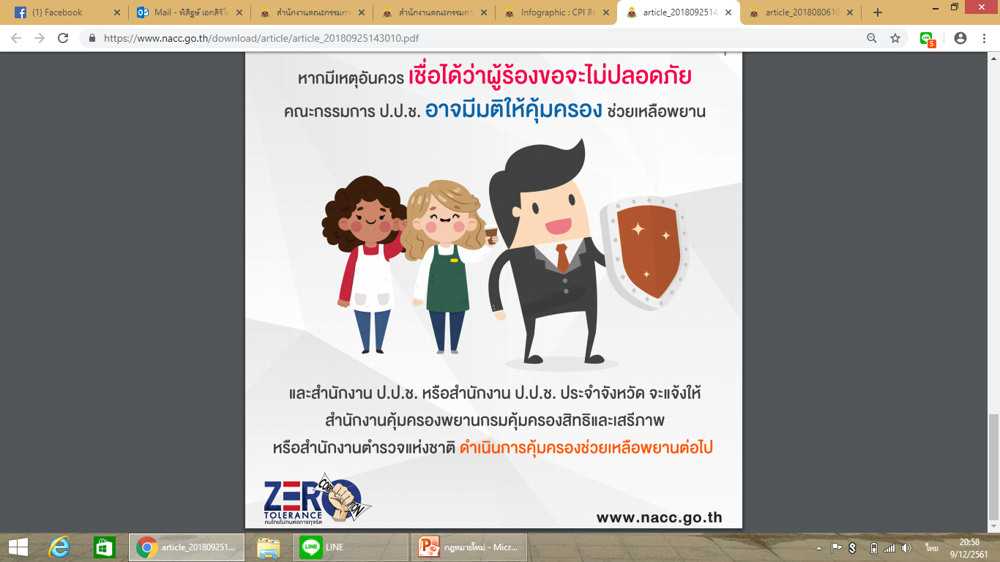 (1) Facebook
Mail - พิสิฐษ์ เอกสิริไ
สำนักงานคณะกรรมกา
สำนักงานคณะกรรมกา
Infographic : CPI สื
article_2018092514
article_2018080610
https://www.nacc.go.th/download/article/article_20180925143010.pdf
5
หากมีเหตุอันควร เชื่อได้ว่าผู้ร้องขอจะไม่ปลอดภัย
คณะกรรมการ ป.ป.ช. อาจมีมติให้คุ้มครอง ช่วยเหลือพยาน
และสำนักงาน ป.ป.ช. หรือสำนักงาน ป.ป.ช. ประจำจังหวัด จะแจ้งให้
สำนักงานคุ้มครองพยานกรมคุ้มครองสิทธิและเสรีภาพ
หรือสำนักงานตำรวจแห่งชาติ ดำเนินการคุ้มครองช่วยเหลือพยานต่อไป
ZERO
CORRUPTION
TOLERANCE
คนไทยไม่ทนต่อการทุจริต
www.nacc.go.th
article_201809251...
LINE
กฎหมายใหม่ - Micr...
ไทย
20:58
9/12/2561